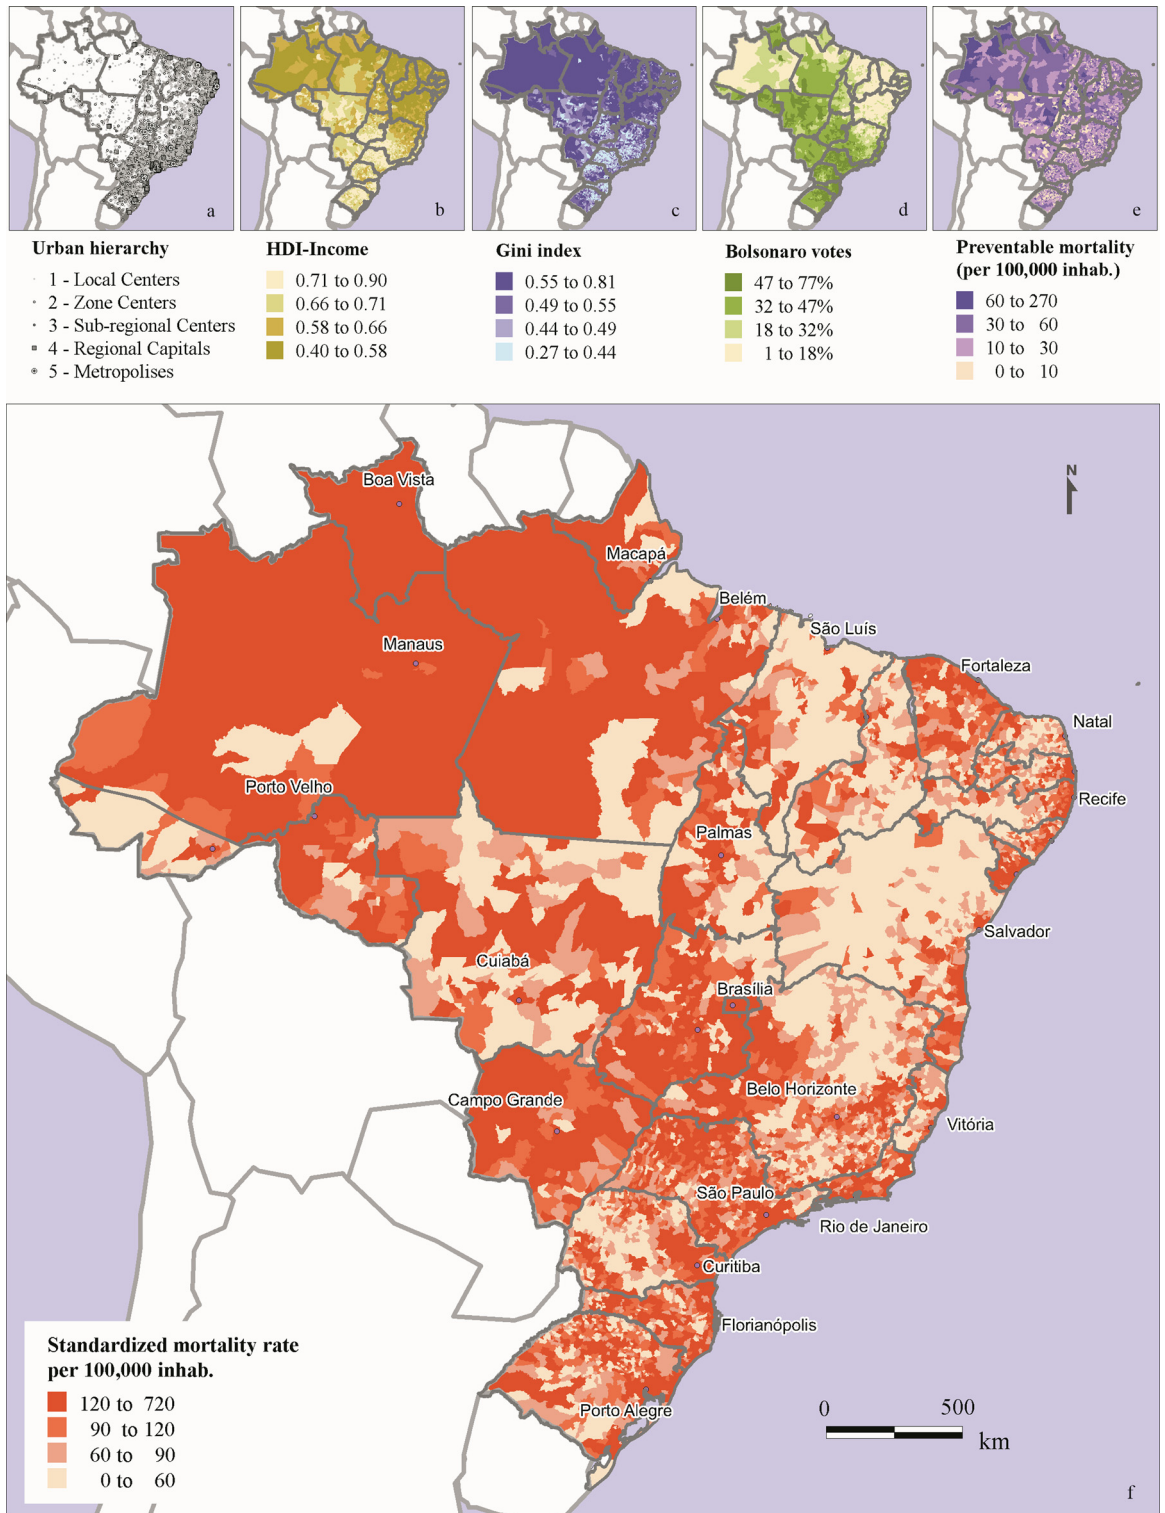 a
b
c
d
e
Urban hierarchy
1 - Local Centers
2 - Zone Centers
3 - Sub-regional Centers
4 - Regional Capitals
5 - Metropolises
HDI-Income
0.71 to 0.90
0.66 to 0.71
0.58 to 0.66
0.40 to 0.58
Gini index
0.55 to 0.81
0.49 to 0.55
0.44 to 0.49
0.27 to 0.44
Bolsonaro votes
47 to 77%
32 to 47%
18 to 32%
1 to 18%
Preventable mortality
(per 100,000 inhab.)
60 to 270
30 to 60
10 to 30
0 to 10
N
Boa Vista
Macapá
Belém
São Luís
Manaus
Fortaleza
Natal
Porto Velho
Recife
Palmas
Salvador
Cuiabá
Brasília
Belo Horizonte
Campo Grande
Vitória
São Paulo
Rio de Janeiro
Curitiba
Florianópolis
Porto Alegre
Standardized mortality rate
per 100,000 inhab.
120 to 720
90 to 120
60 to 90
0 to 60
0 500
km
f